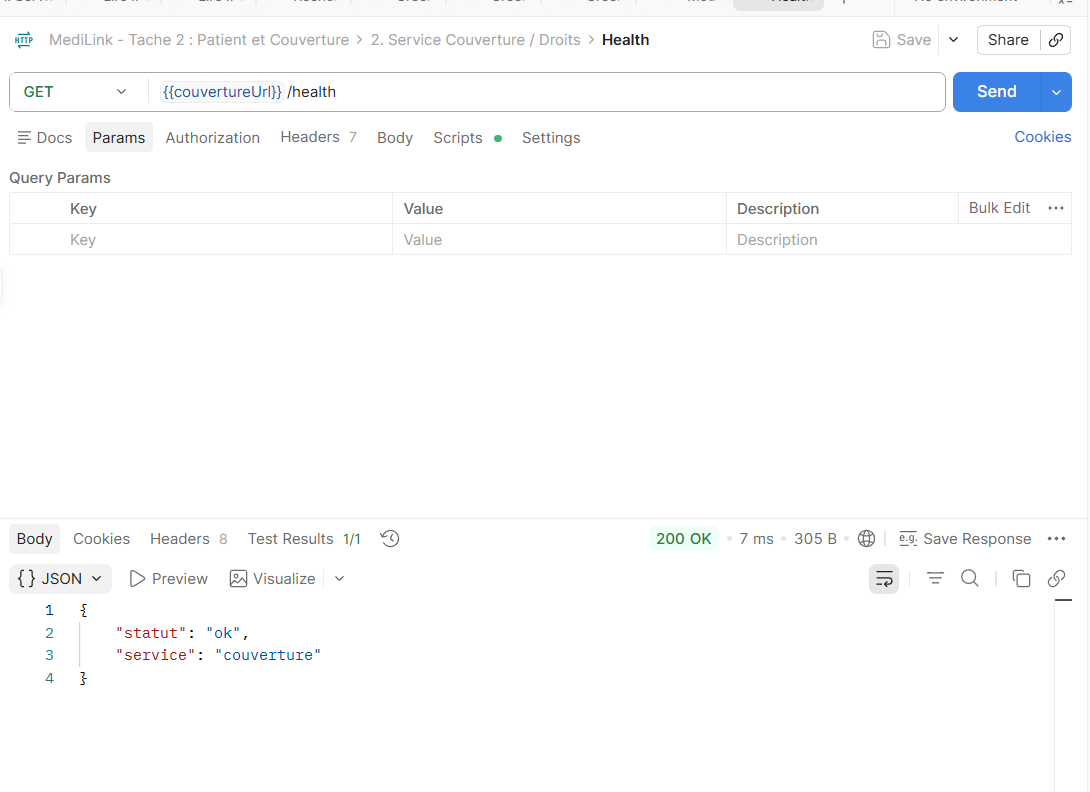 HTTP MediLink - Tache 2 : Patient et Couverture > 2. Service Couverture / Droits > Health Save Share
GET {{couvertureUrl}} /health Send
Docs Params Authorization Headers 7 Body Scripts Settings Cookies
Query Params
Key Value Description Bulk Edit
Key Value Description
Body Cookies Headers 8 Test Results 1/1 200 OK 7 ms 305 B e.g. Save Response
{} JSON Preview Visualize
1 {
2 "statut": "ok",
3 "service": "couverture"
4 }